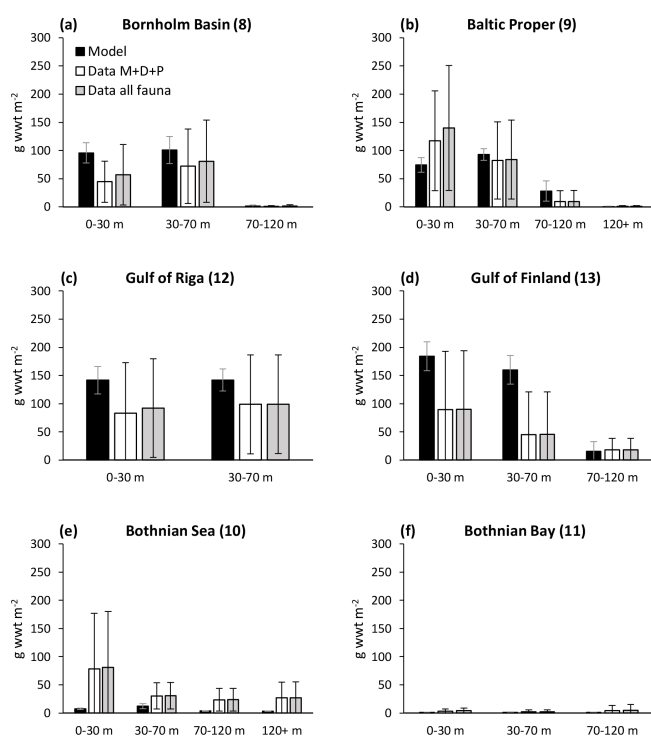 (a) Bornholm Basin (8)
300
250
200
150
100
50
0
g wwt m-2
Model
Data M+D+P
Data all fauna
0-30 m 30-70 m 70-120 m
(b) Baltic Proper (9)
300
250
200
150
100
50
0
g wwt m-2
0-30 m 30-70 m 70-120 m 120+ m
(c) Gulf of Riga (12)
300
250
200
150
100
50
0
g wwt m-2
0-30 m 30-70 m
(d) Gulf of Finland (13)
300
250
200
150
100
50
0
g wwt m-2
0-30 m 30-70 m 70-120 m
(e) Bothnian Sea (10)
300
250
200
150
100
50
0
g wwt m-2
0-30 m 30-70 m 70-120 m 120+ m
(f) Bothnian Bay (11)
300
250
200
150
100
50
0
g wwt m-2
0-30 m 30-70 m 70-120 m